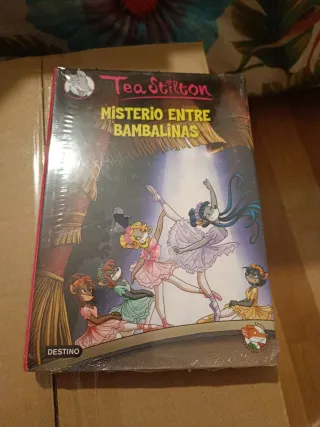 Tea Stilton
MISTERIO ENTRE
BAMBALINAS
DESTINO